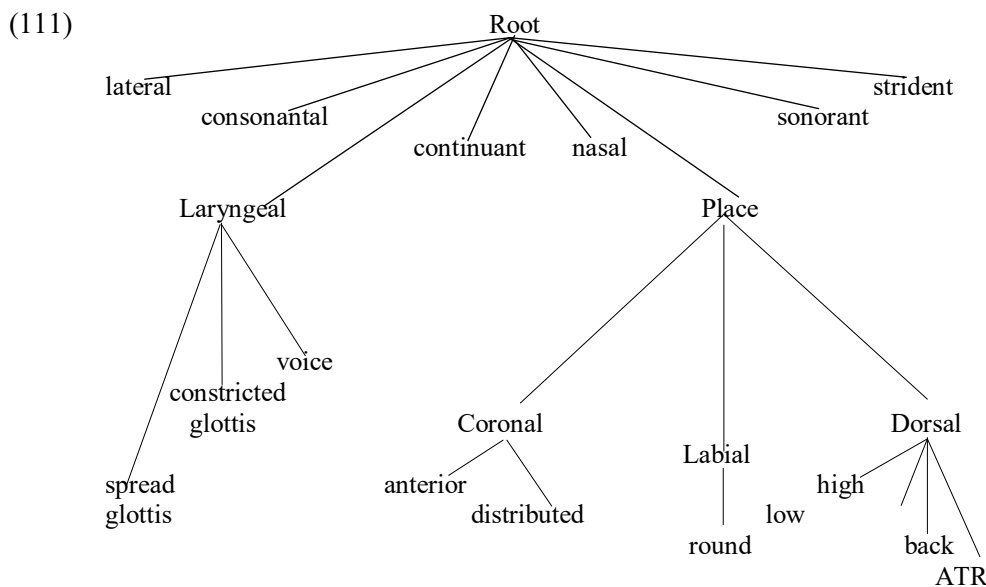 (111) Root
lateral strident
consonantal sonorant
continuant nasal
Laryngeal Place
voice
constricted
glottis
Coronal Dorsal
Labial
spread anterior high
glottis distributed low
round back
ATR